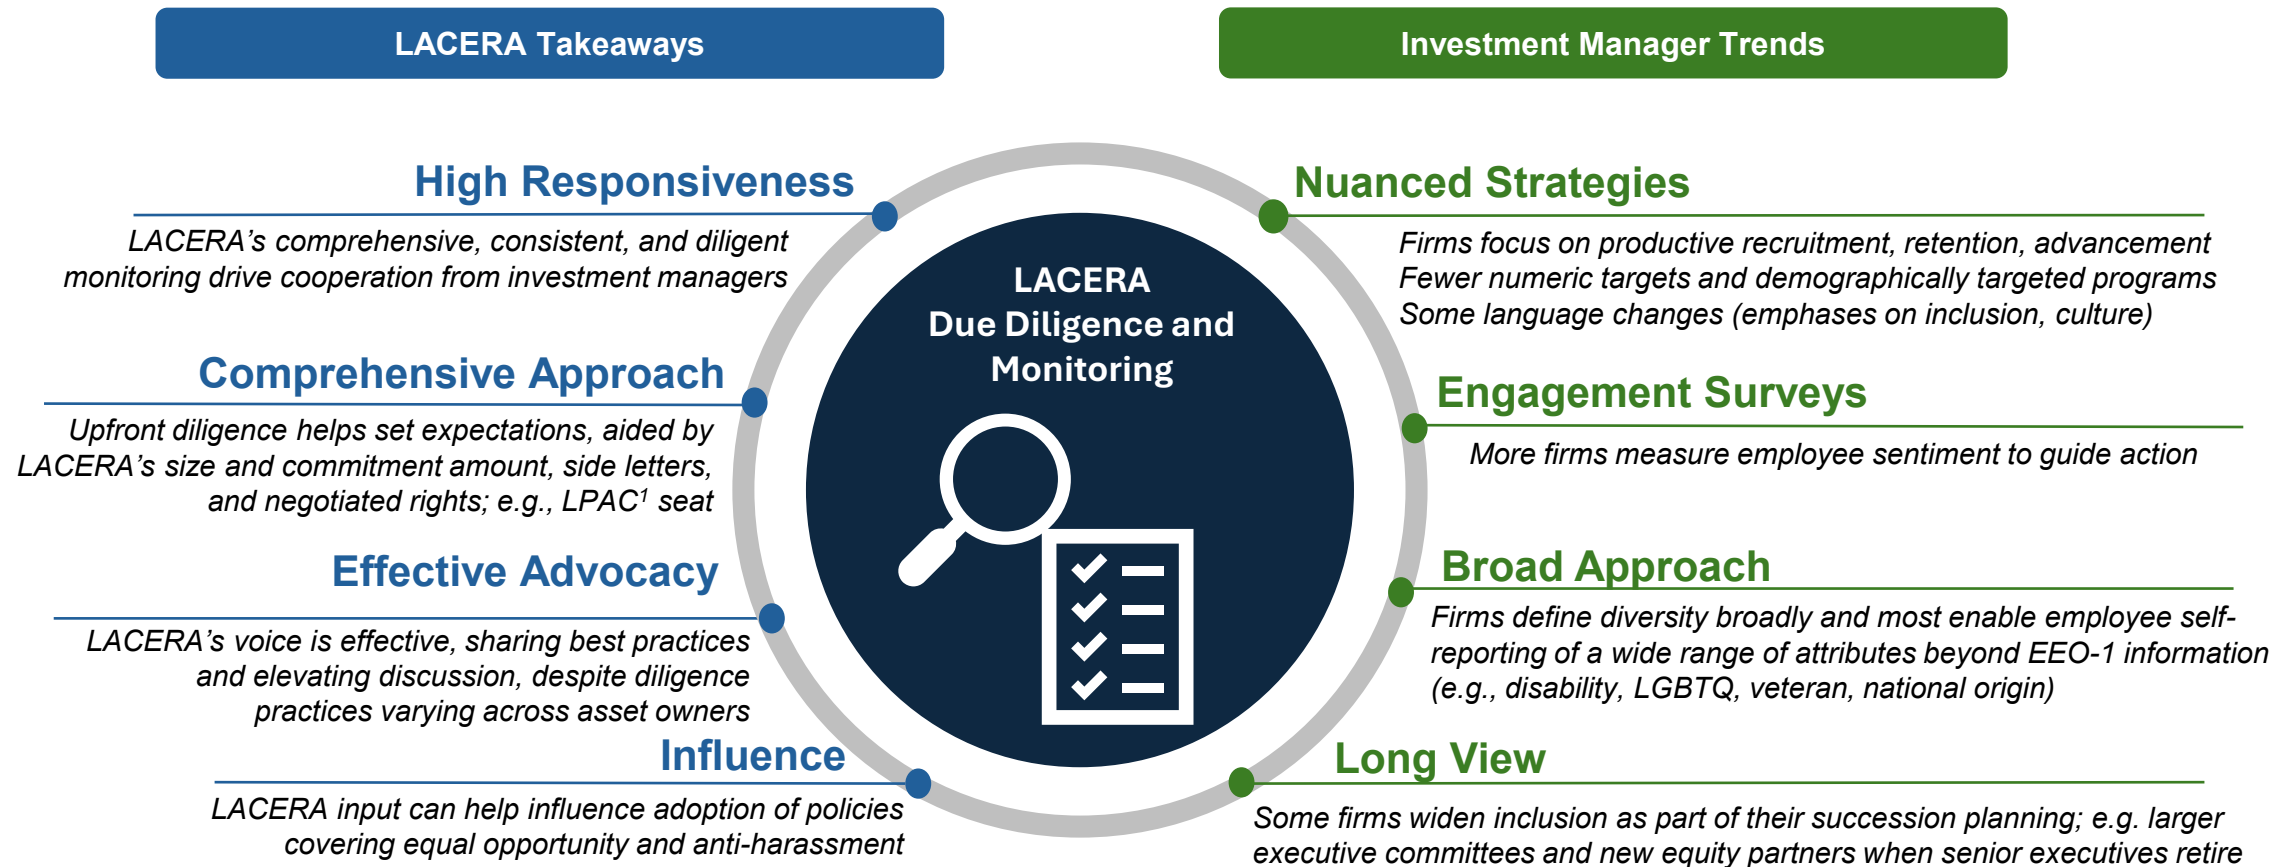 LACERA Takeaways
High Responsiveness
LACERA’s comprehensive, consistent, and diligent
monitoring drive cooperation from investment managers
Comprehensive Approach
Upfront diligence helps set expectations, aided by
LACERA’s size and commitment amount, side letters,
and negotiated rights; e.g., LPAC¹ seat
Effective Advocacy
LACERA’s voice is effective, sharing best practices
and elevating discussion, despite diligence
practices varying across asset owners
Influence
LACERA input can help influence adoption of policies
covering equal opportunity and anti-harassment
LACERA
Due Diligence and
Monitoring
Investment Manager Trends
Nuanced Strategies
Firms focus on productive recruitment, retention, advancement
Fewer numeric targets and demographically targeted programs
Some language changes (emphases on inclusion, culture)
Engagement Surveys
More firms measure employee sentiment to guide action
Broad Approach
Firms define diversity broadly and most enable employee self-
reporting of a wide range of attributes beyond EEO-1 information
(e.g., disability, LGBTQ, veteran, national origin)
Long View
Some firms widen inclusion as part of their succession planning; e.g. larger
executive committees and new equity partners when senior executives retire